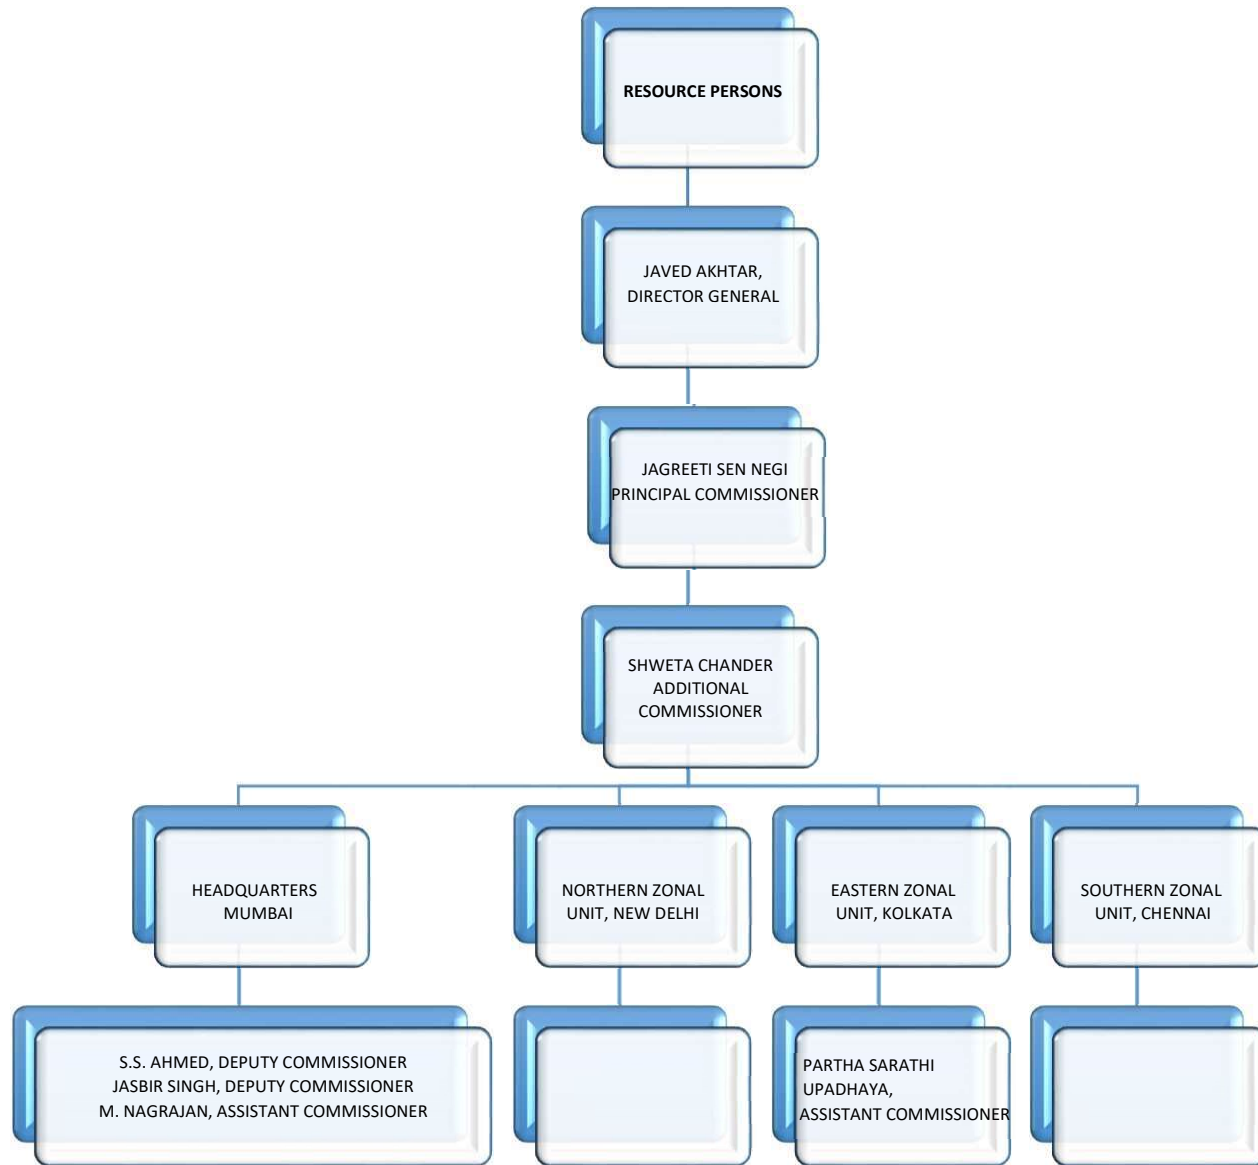 RESOURCE PERSONS
JAVED AKHTAR,
DIRECTOR GENERAL
JAGREETI SEN NEGI
PRINCIPAL COMMISSIONER
SHWETA CHANDER
ADDITIONAL
COMMISSIONER
HEADQUARTERS
MUMBAI
NORTHERN ZONAL
UNIT, NEW DELHI
EASTERN ZONAL
UNIT, KOLKATA
SOUTHERN ZONAL
UNIT, CHENNAI
S.S. AHMED, DEPUTY COMMISSIONER
JASBIR SINGH, DEPUTY COMMISSIONER
M. NAGRAJAN, ASSISTANT COMMISSIONER
PARTHA SARATHI
UPADHAYA,
ASSISTANT COMMISSIONER